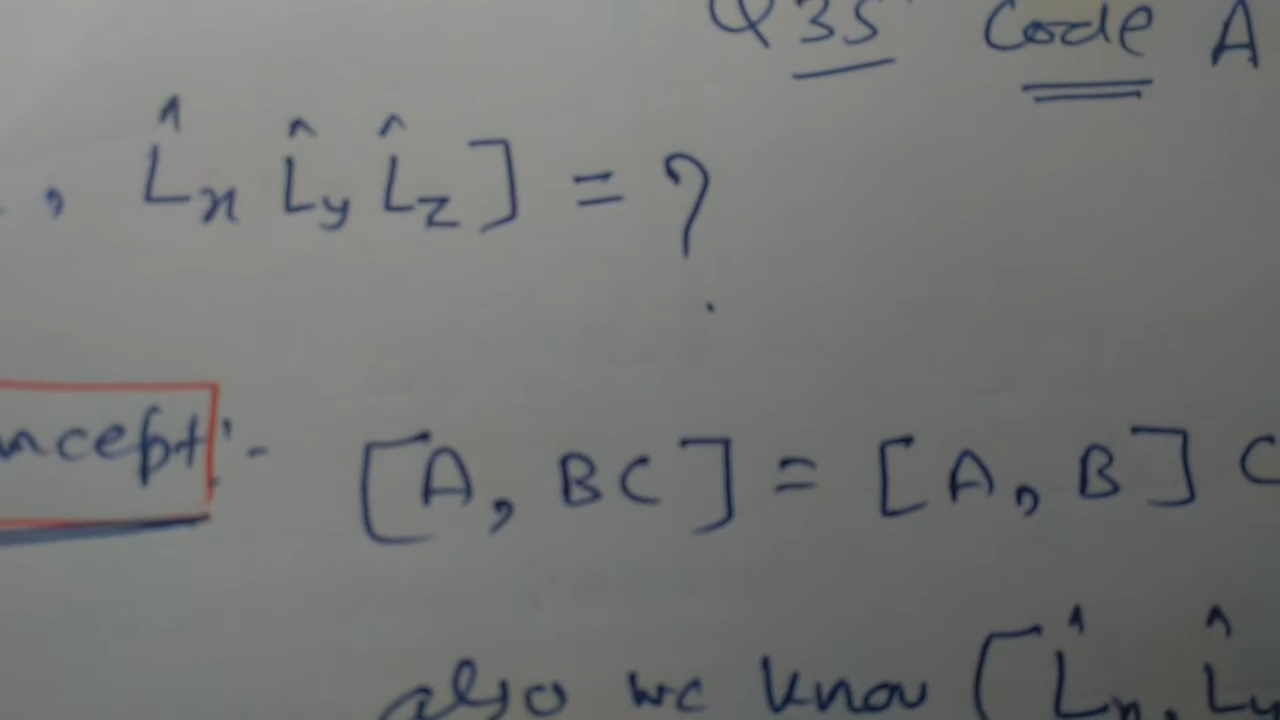 Q35 Code A
, L̂x L̂y L̂z ] = ?
ncept :- [A, BC] = [A, B] C
also we know [ L̂x, L̂y